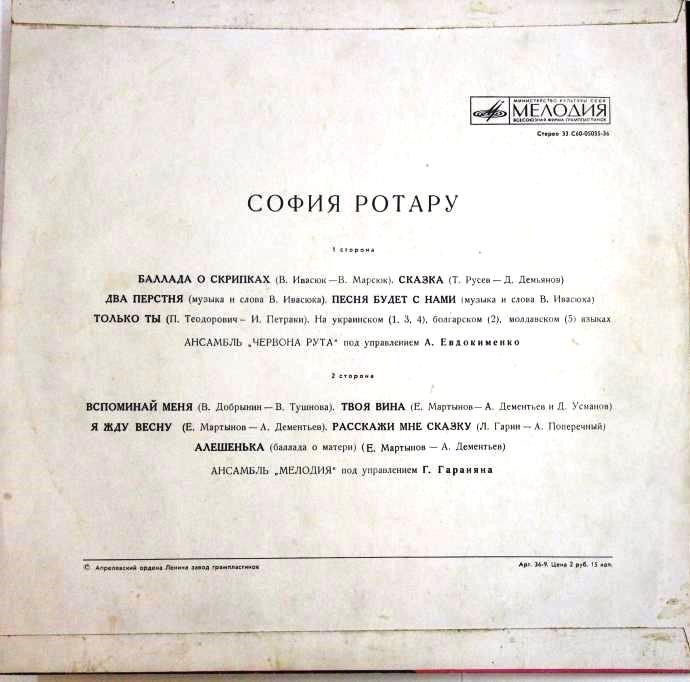 МИНИСТЕРСТВО КУЛЬТУРЫ СССР
МЕЛОДИЯ
ВСЕСОЮЗНАЯ ФИРМА ГРАМПЛАСТИНОК
Стерео 33 С60-05035-36
СОФИЯ РОТАРУ
1 сторона
БАЛЛАДА О СКРИПКАХ (В. Ивасюк — В. Марсюк). СКАЗКА (Т. Русев — Д. Демьянов)
ДВА ПЕРСТНЯ (музыка и слова В. Ивасюка). ПЕСНЯ БУДЕТ С НАМИ (музыка и слова В. Ивасюка)
ТОЛЬКО ТЫ (П. Теодорович — И. Петраки). На украинском (1, 3, 4), болгарском (2), молдавском (5) языках
АНСАМБЛЬ „ЧЕРВОНА РУТА" под управлением А. Евдокименко
2 сторона
ВСПОМИНАЙ МЕНЯ (В. Добрынин — В. Тушнова). ТВОЯ ВИНА (Е. Мартынов — А. Дементьев и Д. Усманов)
Я ЖДУ ВЕСНУ (Е. Мартынов — А. Дементьев). РАССКАЖИ МНЕ СКАЗКУ (Л. Гарин — А. Поперечный)
АЛЕШЕНЬКА (баллада о матери) (Е. Мартынов — А. Дементьев)
АНСАМБЛЬ „МЕЛОДИЯ" под управлением Г. Гараняна
© Апрелевский ордена Ленина завод грампластинок
Арт. 36-9. Цена 2 руб. 15 коп.